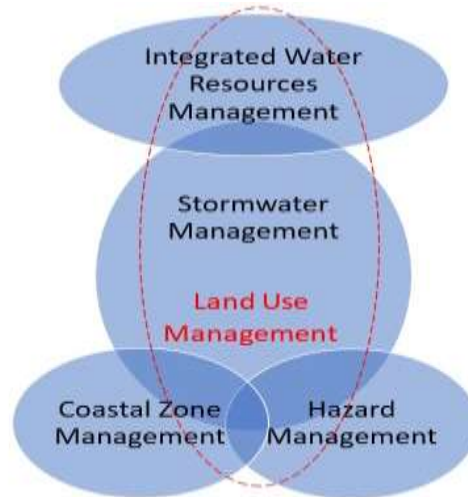 Integrated Water
Resources
Management
Stormwater
Management
Land Use
Management
Coastal Zone
Management
Hazard
Management